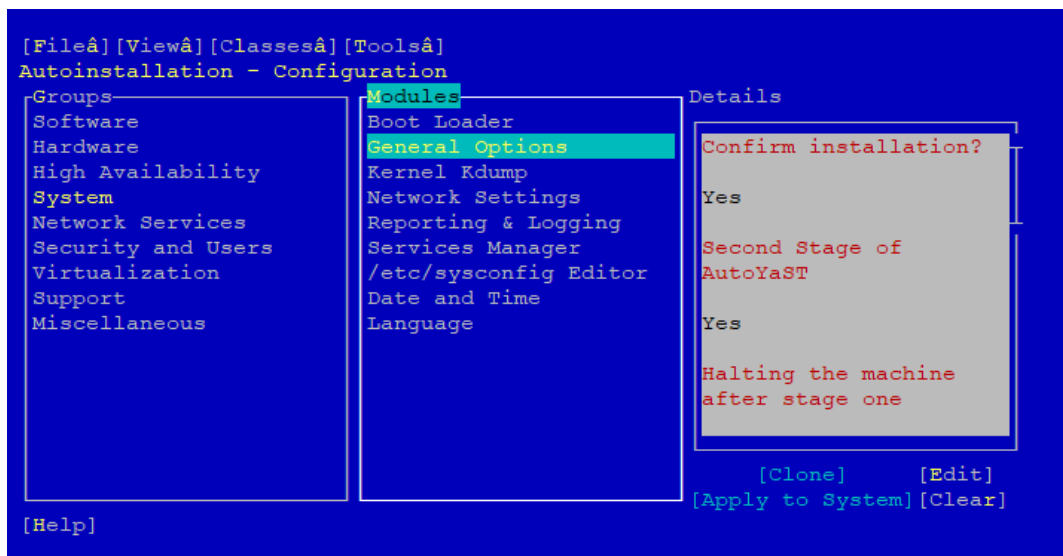 [Fileâ][Viewâ][Classesâ][Toolsâ]
Autoinstallation - Configuration
Groups
Software
Hardware
High Availability
System
Network Services
Security and Users
Virtualization
Support
Miscellaneous
Modules
Boot Loader
General Options
Kernel Kdump
Network Settings
Reporting & Logging
Services Manager
/etc/sysconfig Editor
Date and Time
Language
Details
Confirm installation?
Yes
Second Stage of
AutoYaST
Yes
Halting the machine
after stage one
[Clone] [Edit]
[Apply to System][Clear]
[Help]